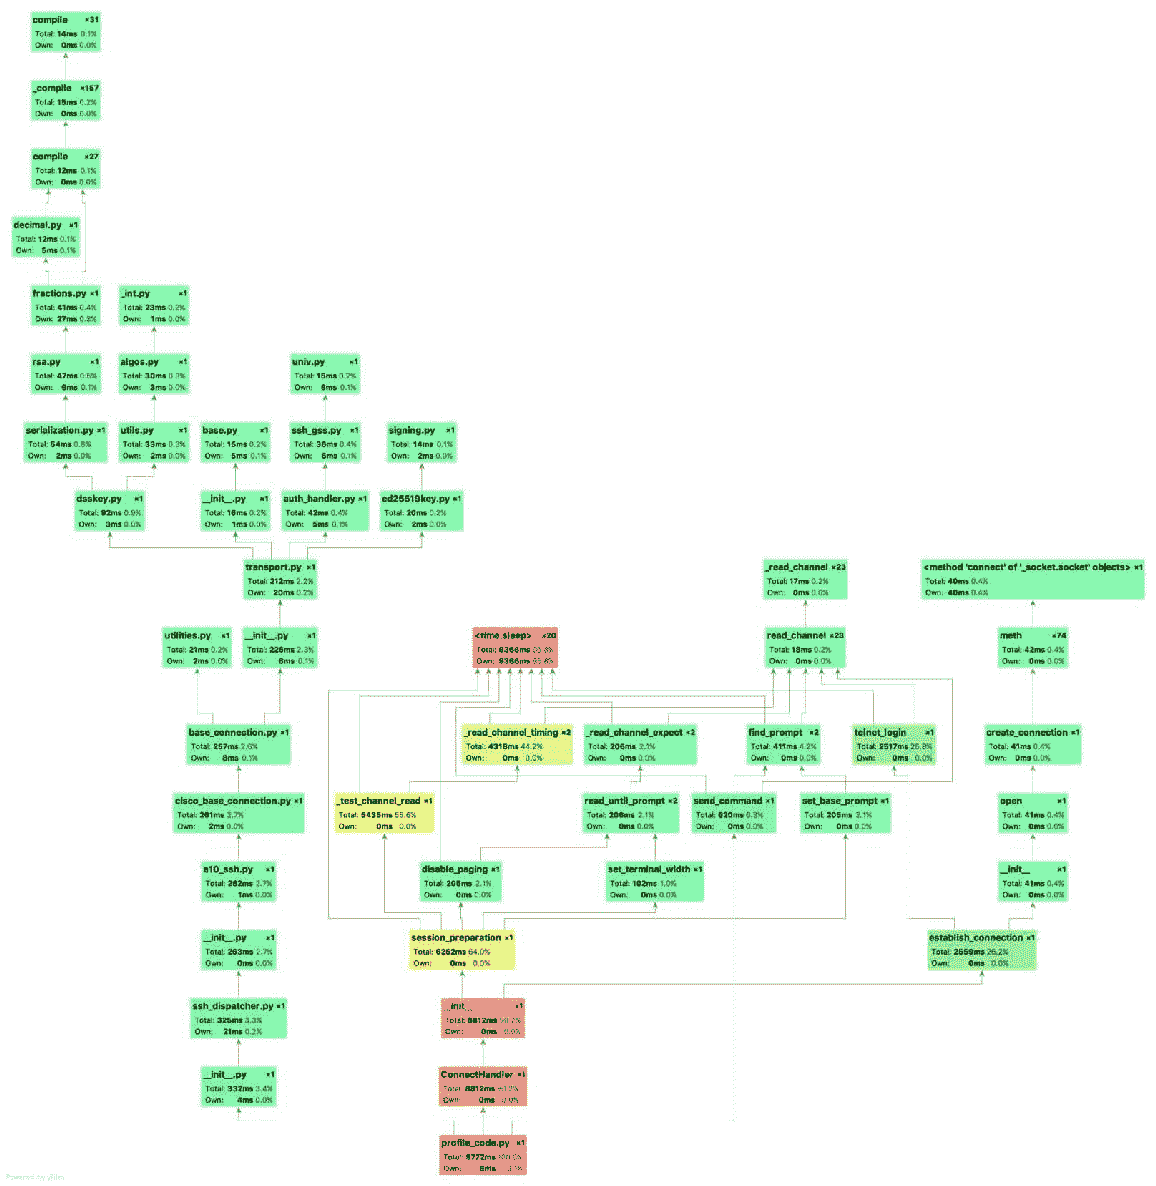 compile ×31
Total: 14ms 0.1%
Own: 0ms 0.0%
_compile ×167
Total: 15ms 0.2%
Own: 0ms 0.0%
compile ×27
Total: 12ms 0.1%
Own: 0ms 0.0%
decimal.py ×1
Total: 12ms 0.1%
Own: 5ms 0.1%
fractions.py ×1
Total: 41ms 0.4%
Own: 27ms 0.3%
_int.py ×1
Total: 23ms 0.2%
Own: 1ms 0.0%
rsa.py ×1
Total: 47ms 0.5%
Own: 6ms 0.1%
algos.py ×1
Total: 30ms 0.3%
Own: 3ms 0.0%
univ.py ×1
Total: 15ms 0.2%
Own: 6ms 0.1%
serialization.py ×1
Total: 54ms 0.6%
Own: 2ms 0.0%
utils.py ×1
Total: 33ms 0.3%
Own: 2ms 0.0%
base.py ×1
Total: 15ms 0.2%
Own: 5ms 0.1%
ssh_gss.py ×1
Total: 36ms 0.4%
Own: 6ms 0.1%
signing.py ×1
Total: 14ms 0.1%
Own: 2ms 0.0%
dsskey.py ×1
Total: 92ms 0.9%
Own: 3ms 0.0%
__init__.py ×1
Total: 16ms 0.2%
Own: 1ms 0.0%
auth_handler.py ×1
Total: 42ms 0.4%
Own: 5ms 0.1%
ed25519key.py ×1
Total: 20ms 0.2%
Own: 2ms 0.0%
transport.py ×1
Total: 212ms 2.2%
Own: 20ms 0.2%
_read_channel ×23
Total: 17ms 0.2%
Own: 0ms 0.0%
<method 'connect' of '_socket.socket' objects> ×1
Total: 40ms 0.4%
Own: 40ms 0.4%
utilities.py ×1
Total: 21ms 0.2%
Own: 2ms 0.0%
__init__.py ×1
Total: 226ms 2.3%
Own: 6ms 0.1%
<time.sleep> ×20
Total: 9366ms 95.8%
Own: 9366ms 95.8%
read_channel ×23
Total: 18ms 0.2%
Own: 0ms 0.0%
meth ×74
Total: 42ms 0.4%
Own: 0ms 0.0%
base_connection.py ×1
Total: 257ms 2.6%
Own: 8ms 0.1%
_read_channel_timing ×2
Total: 4316ms 44.2%
Own: 0ms 0.0%
_read_channel_expect ×2
Total: 205ms 2.1%
Own: 0ms 0.0%
find_prompt ×2
Total: 411ms 4.2%
Own: 0ms 0.0%
telnet_login ×1
Total: 2517ms 25.8%
Own: 0ms 0.0%
create_connection ×1
Total: 41ms 0.4%
Own: 0ms 0.0%
cisco_base_connection.py ×1
Total: 261ms 2.7%
Own: 2ms 0.0%
_test_channel_read ×1
Total: 5435ms 55.6%
Own: 0ms 0.0%
read_until_prompt ×2
Total: 206ms 2.1%
Own: 0ms 0.0%
send_command ×1
Own: 0ms 0.0%
set_base_prompt ×1
Total: 205ms 2.1%
Own: 0ms 0.0%
open ×1
Total: 41ms 0.4%
Own: 0ms 0.0%
a10_ssh.py ×1
Total: 262ms 2.7%
Own: 1ms 0.0%
disable_paging ×1
Total: 205ms 2.1%
Own: 0ms 0.0%
set_terminal_width ×1
Total: 102ms 1.0%
Own: 0ms 0.0%
__init__ ×1
Total: 41ms 0.4%
Own: 0ms 0.0%
__init__.py ×1
Total: 263ms 2.7%
Own: 0ms 0.0%
session_preparation ×1
Total: 6252ms 64.0%
Own: 0ms 0.0%
establish_connection ×1
Total: 2559ms 26.2%
Own: 0ms 0.0%
ssh_dispatcher.py ×1
Total: 325ms 3.3%
Own: 21ms 0.2%
__init__ ×1
Total: 8812ms
Own: 0ms 0.0%
__init__.py ×1
Total: 332ms 3.4%
Own: 4ms 0.0%
ConnectHandler ×1
Total: 8812ms
Own: 0ms 0.0%
profile_code.py ×1
Total: 9772ms
Powered by yFiles